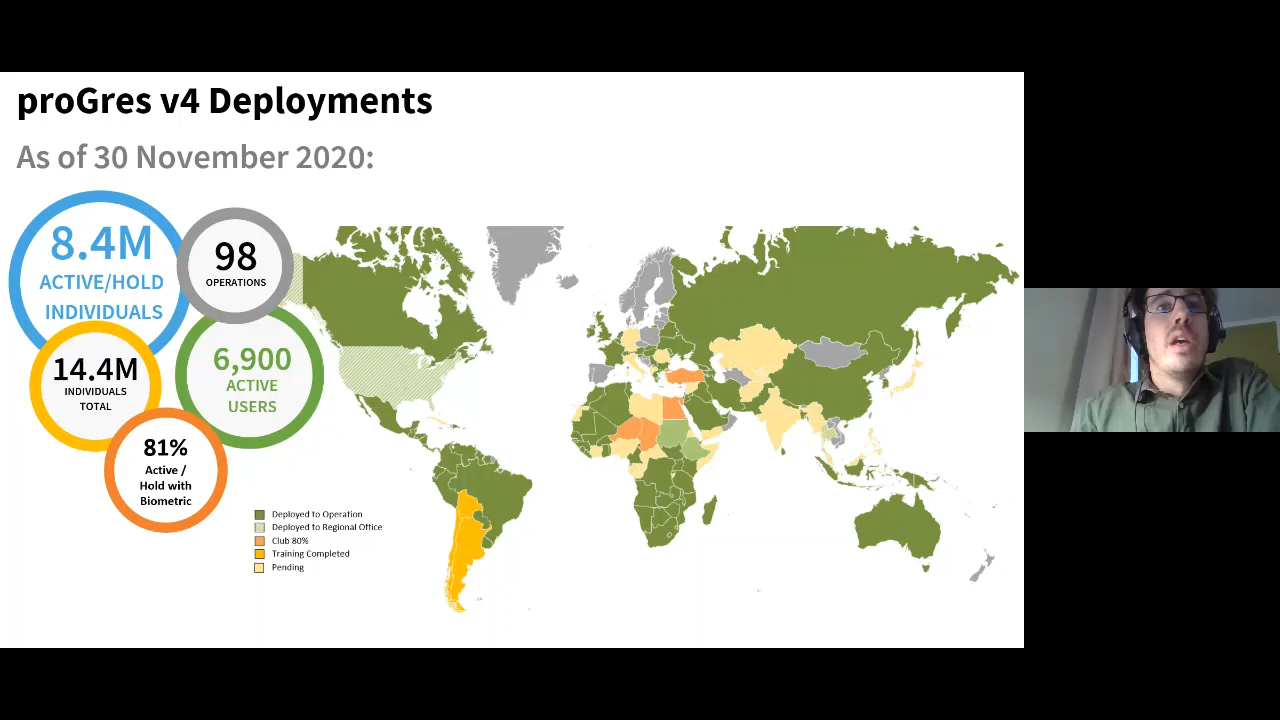 proGres v4 Deployments
As of 30 November 2020:
8.4M
ACTIVE/HOLD
INDIVIDUALS
98
OPERATIONS
14.4M
INDIVIDUALS
TOTAL
6,900
ACTIVE
USERS
81%
Active /
Hold with
Biometric
Deployed to Operation
Deployed to Regional Office
Club 80%
Training Completed
Pending